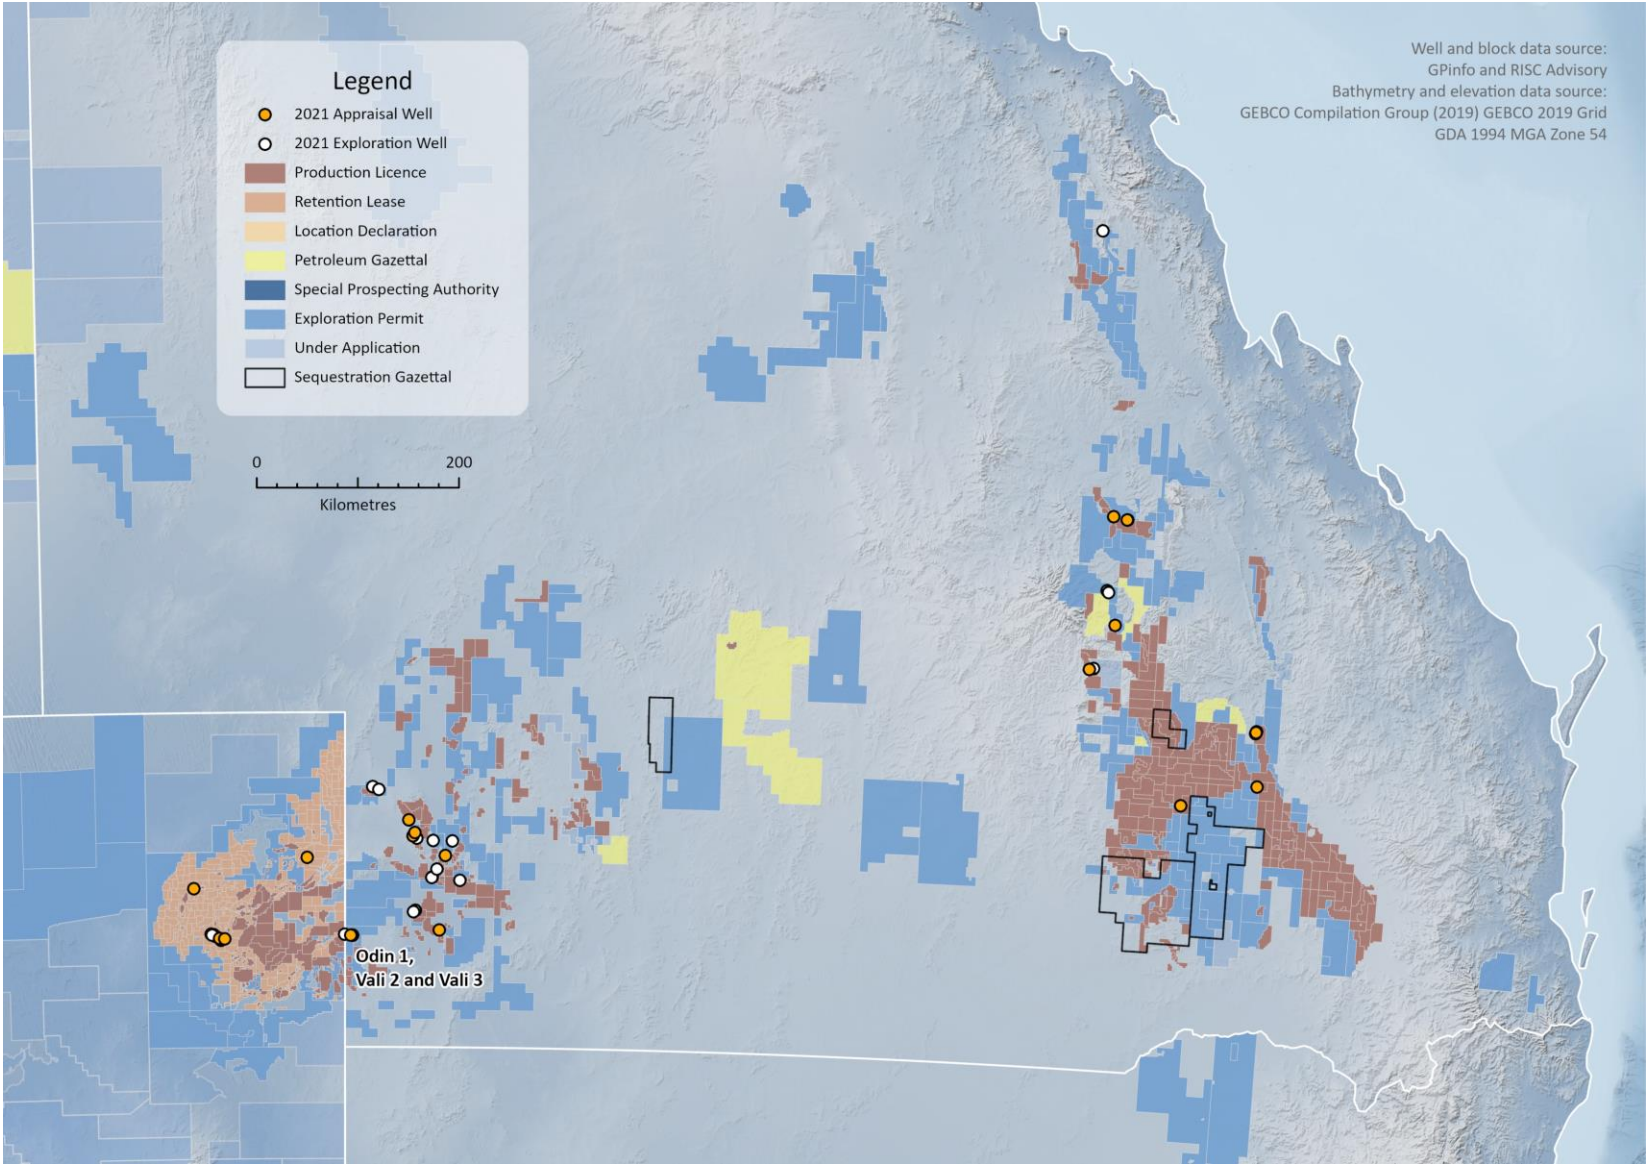 Legend
2021 Appraisal Well
2021 Exploration Well
Production Licence
Retention Lease
Location Declaration
Petroleum Gazettal
Special Prospecting Authority
Exploration Permit
Under Application
Sequestration Gazettal
0 200
Kilometres
Well and block data source:
GPinfo and RISC Advisory
Bathymetry and elevation data source:
GEBCO Compilation Group (2019) GEBCO 2019 Grid
GDA 1994 MGA Zone 54
Odin 1,
Vali 2 and Vali 3